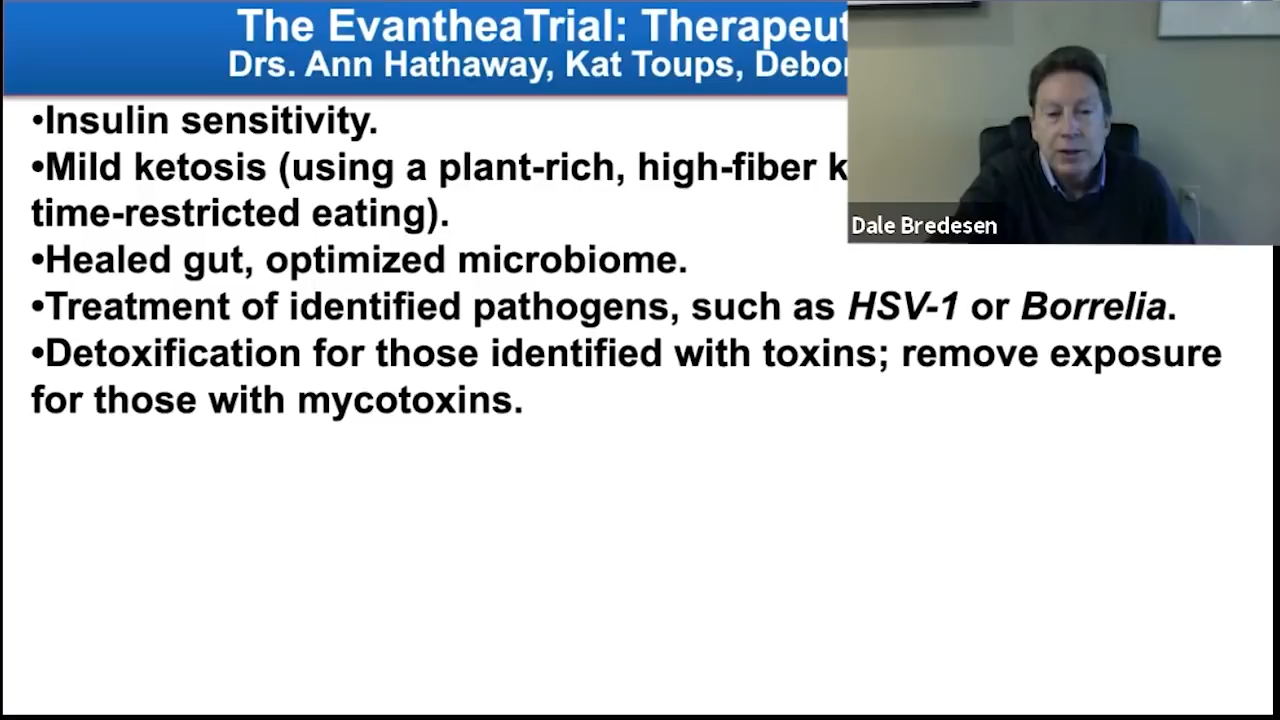 The EvantheaTrial:
Drs. Ann Hathaway, Kat Toups,
•Insulin sensitivity.
•Mild ketosis (using a plant-rich, high-fiber
time-restricted eating).
•Healed gut, optimized microbiome.
•Treatment of identified pathogens, such as HSV-1 or Borrelia.
•Detoxification for those identified with toxins; remove exposure
for those with mycotoxins.
Dale Bredesen